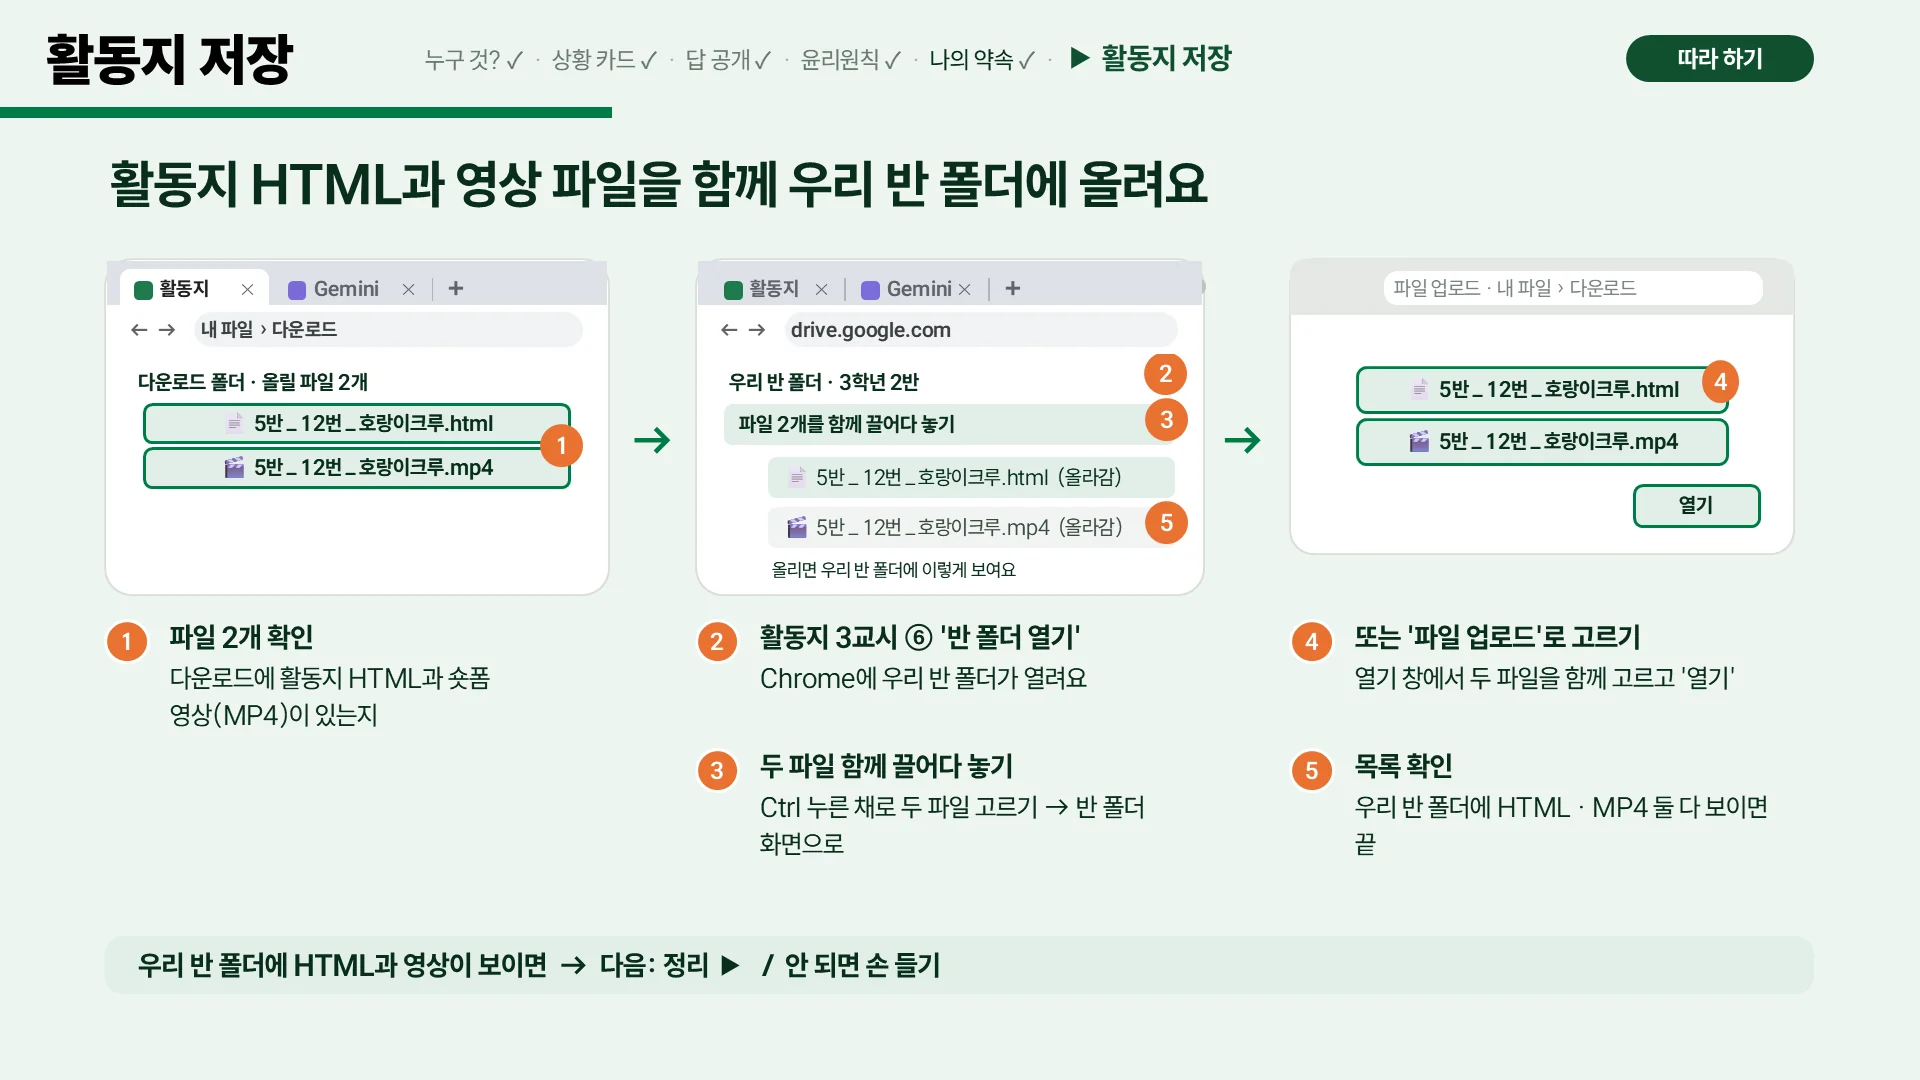 활동지 저장
누구 것? ✓ · 상황 카드 ✓ · 답 공개 ✓ · 윤리원칙 ✓ · 나의 약속 ✓ · ▶ 활동지 저장
따라 하기
활동지 HTML과 영상 파일을 함께 우리 반 폴더에 올려요
활동지 × Gemini × +
← → 내 파일 › 다운로드
다운로드 폴더 · 올릴 파일 2개
5반_12번_호랑이크루.html
1
5반_12번_호랑이크루.mp4
→
활동지 × Gemini × +
← → drive.google.com
우리 반 폴더 · 3학년 2반
2
파일 2개를 함께 끌어다 놓기
3
5반_12번_호랑이크루.html (올라감)
5반_12번_호랑이크루.mp4 (올라감)
5
올리면 우리 반 폴더에 이렇게 보여요
→
파일 업로드 · 내 파일 › 다운로드
5반_12번_호랑이크루.html
4
5반_12번_호랑이크루.mp4
열기
1 파일 2개 확인
다운로드에 활동지 HTML과 숏폼
영상(MP4)이 있는지
2 활동지 3교시 ⑥ '반 폴더 열기'
Chrome에 우리 반 폴더가 열려요
3 두 파일 함께 끌어다 놓기
Ctrl 누른 채로 두 파일 고르기 → 반 폴더
화면으로
4 또는 '파일 업로드'로 고르기
열기 창에서 두 파일을 함께 고르고 '열기'
5 목록 확인
우리 반 폴더에 HTML · MP4 둘 다 보이면
끝
우리 반 폴더에 HTML과 영상이 보이면 → 다음: 정리 ▶ / 안 되면 손 들기